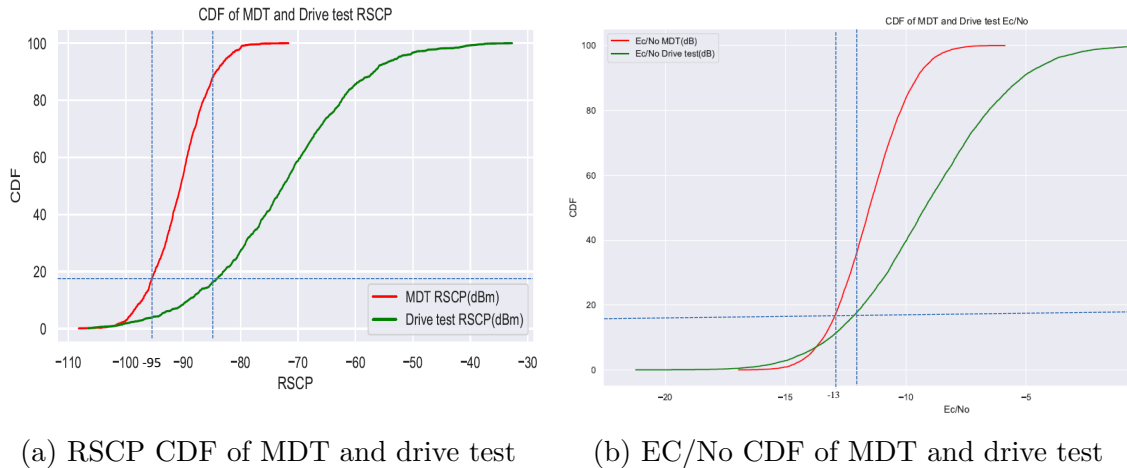 CDF of MDT and Drive test RSCP
100
80
60
40
20
0
CDF
MDT RSCP(dBm)
Drive test RSCP(dBm)
−110 −100 -95 −90 −80 −70 −60 −50 −40 −30
RSCP
(a) RSCP CDF of MDT and drive test
CDF of MDT and Drive test Ec/No
Ec/No MDT(dB)
Ec/No Drive test(dB)
100
80
60
40
20
0
CDF
−20 −15 -13 −10 −5
Ec/No
(b) EC/No CDF of MDT and drive test